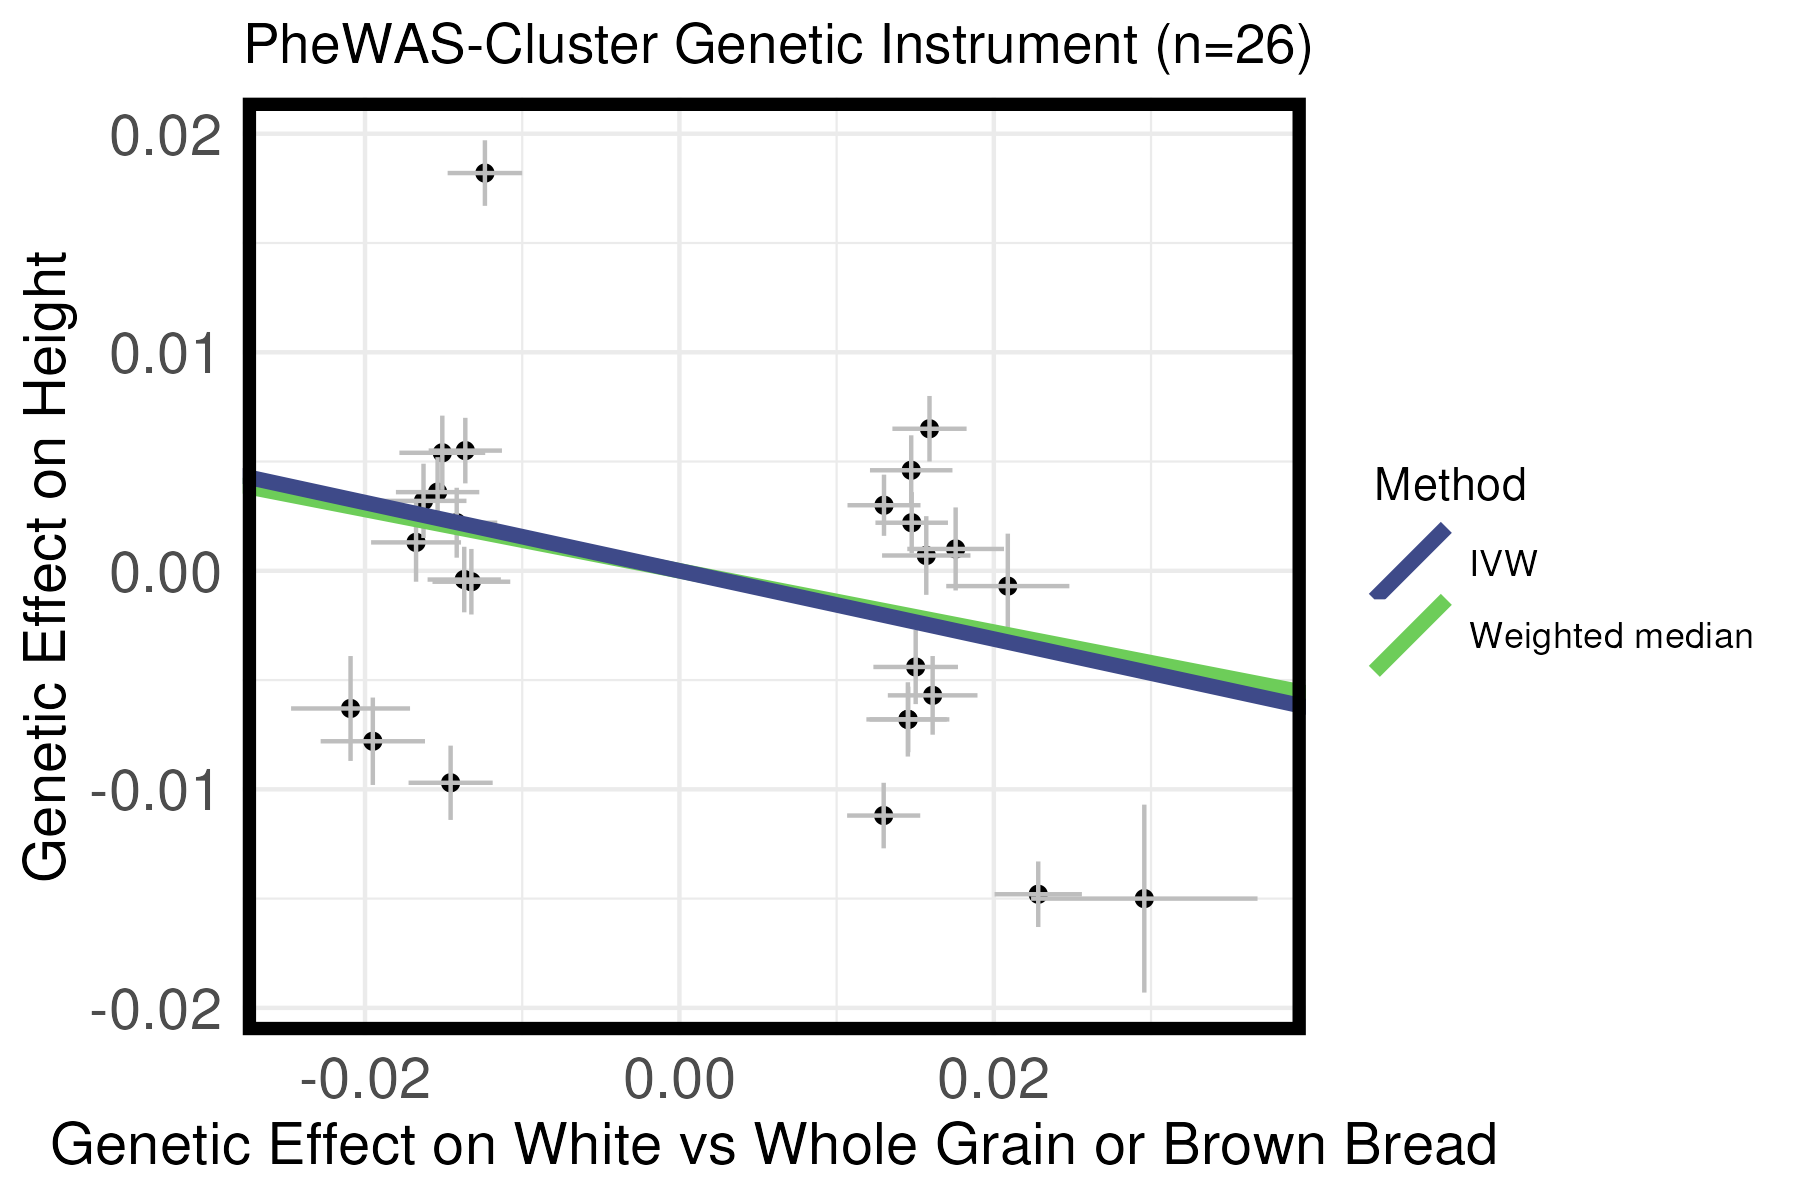 PheWAS-Cluster Genetic Instrument (n=26)
Genetic Effect on Height
0.02
0.01
0.00
-0.01
-0.02
-0.02 0.00 0.02
Genetic Effect on White vs Whole Grain or Brown Bread
Method
IVW
Weighted median